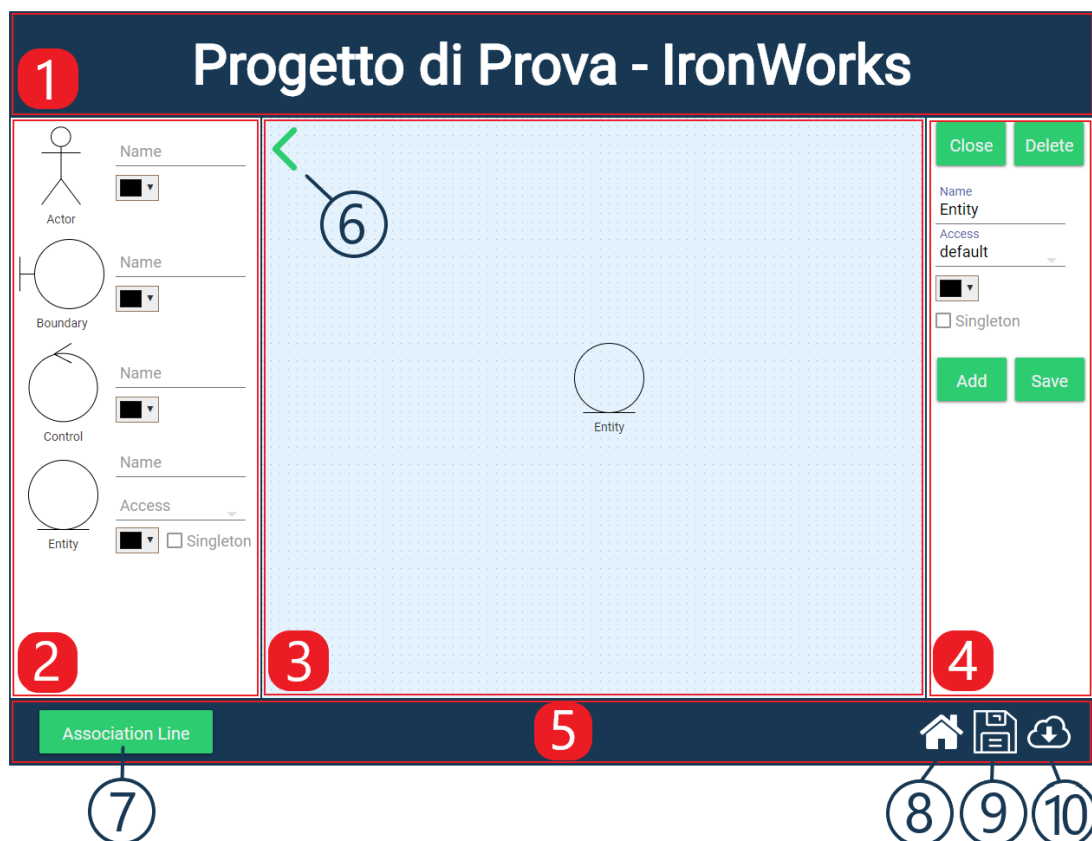 Progetto di Prova - IronWorks
1
Name
Actor
Name
Boundary
Name
Control
Name
Access
Singleton
Entity
2
6
Entity
3
Close Delete
Name
Entity
Access
default
Singleton
Add Save
4
Association Line
5
7
8
9
10